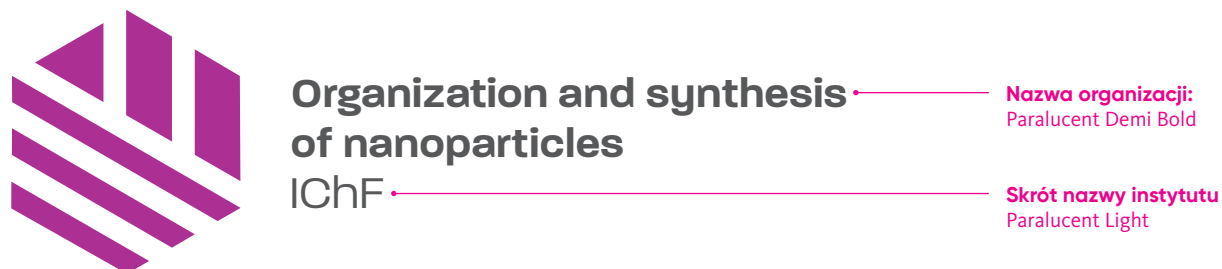 Organization and synthesis
of nanoparticles
IChF
Nazwa organizacji:
Paralucent Demi Bold
Skrót nazwy instytutu
Paralucent Light